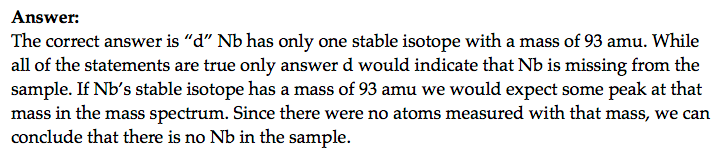 Answer:
The correct answer is “d” Nb has only one stable isotope with a mass of 93 amu. While
all of the statements are true only answer d would indicate that Nb is missing from the
sample. If Nb’s stable isotope has a mass of 93 amu we would expect some peak at that
mass in the mass spectrum. Since there were no atoms measured with that mass, we can
conclude that there is no Nb in the sample.